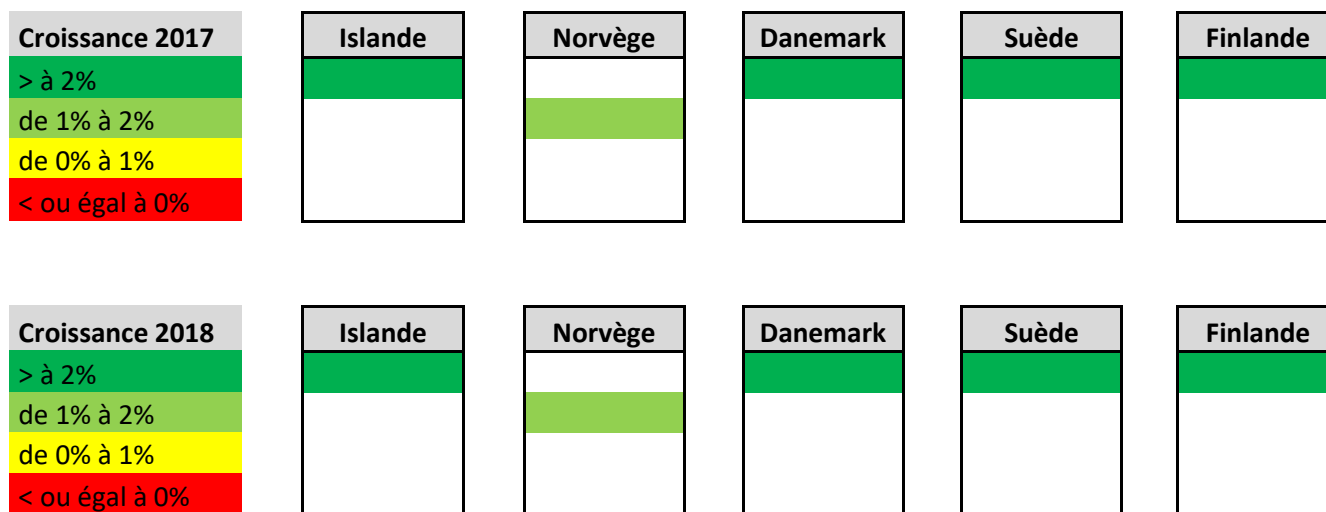 Croissance 2017 Islande Norvège Danemark Suède Finlande
> à 2%
de 1% à 2%
de 0% à 1%
< ou égal à 0%
Croissance 2018 Islande Norvège Danemark Suède Finlande
> à 2%
de 1% à 2%
de 0% à 1%
< ou égal à 0%